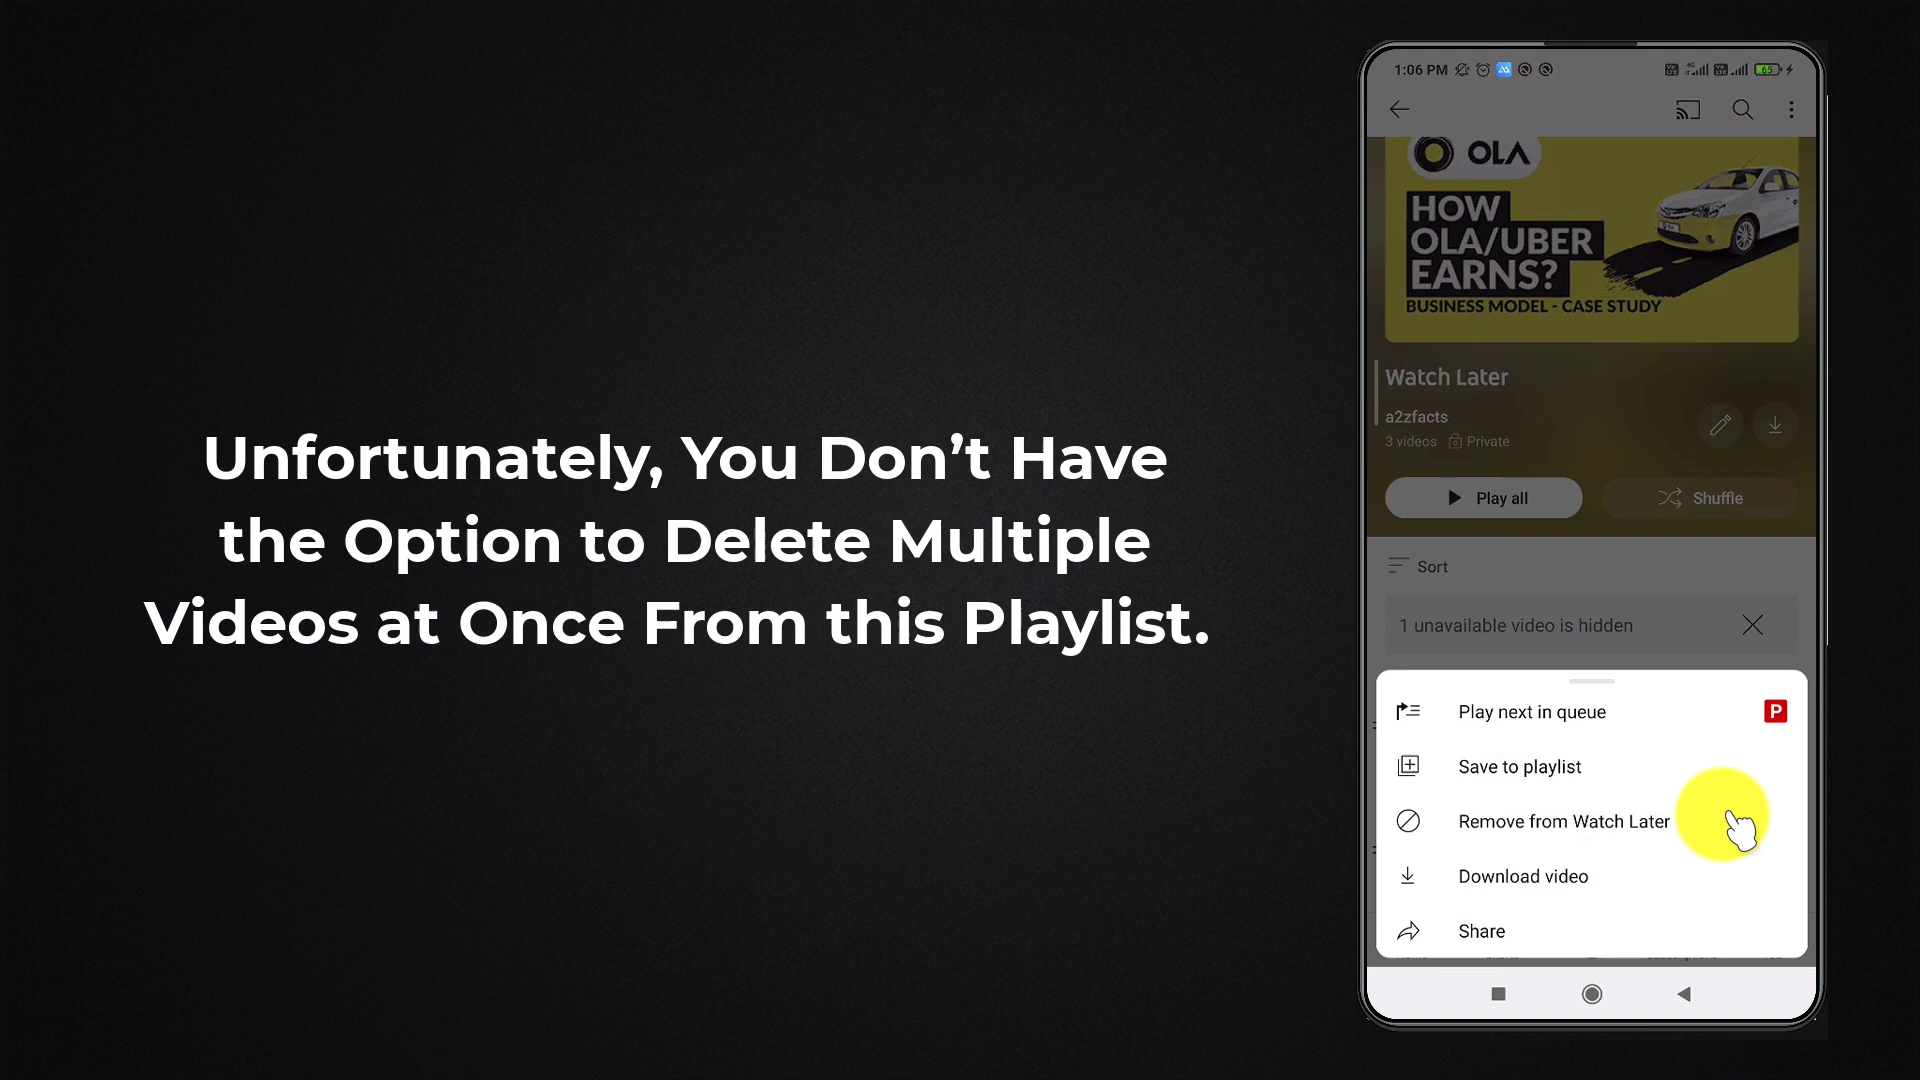 Unfortunately, You Don’t Have
the Option to Delete Multiple
Videos at Once From this Playlist.
1:06 PM
4G
65
OLA
HOW
OLA/UBER
EARNS?
BUSINESS MODEL - CASE STUDY
Watch Later
a2zfacts
3 videos Private
Play all
Shuffle
Sort
1 unavailable video is hidden
Play next in queue P
Save to playlist
Remove from Watch Later
Download video
Share